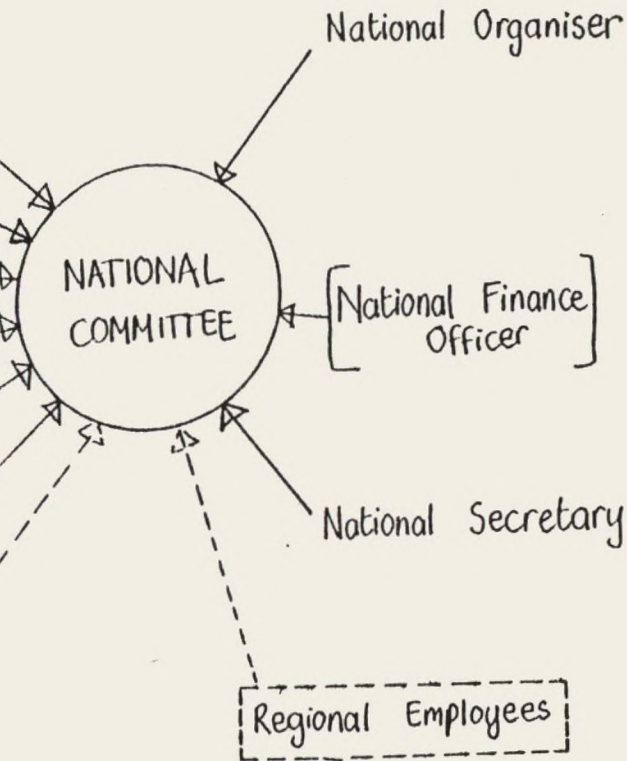 National Organiser
NATIONAL
COMMITTEE
National Finance
Officer
National Secretary
Regional Employees